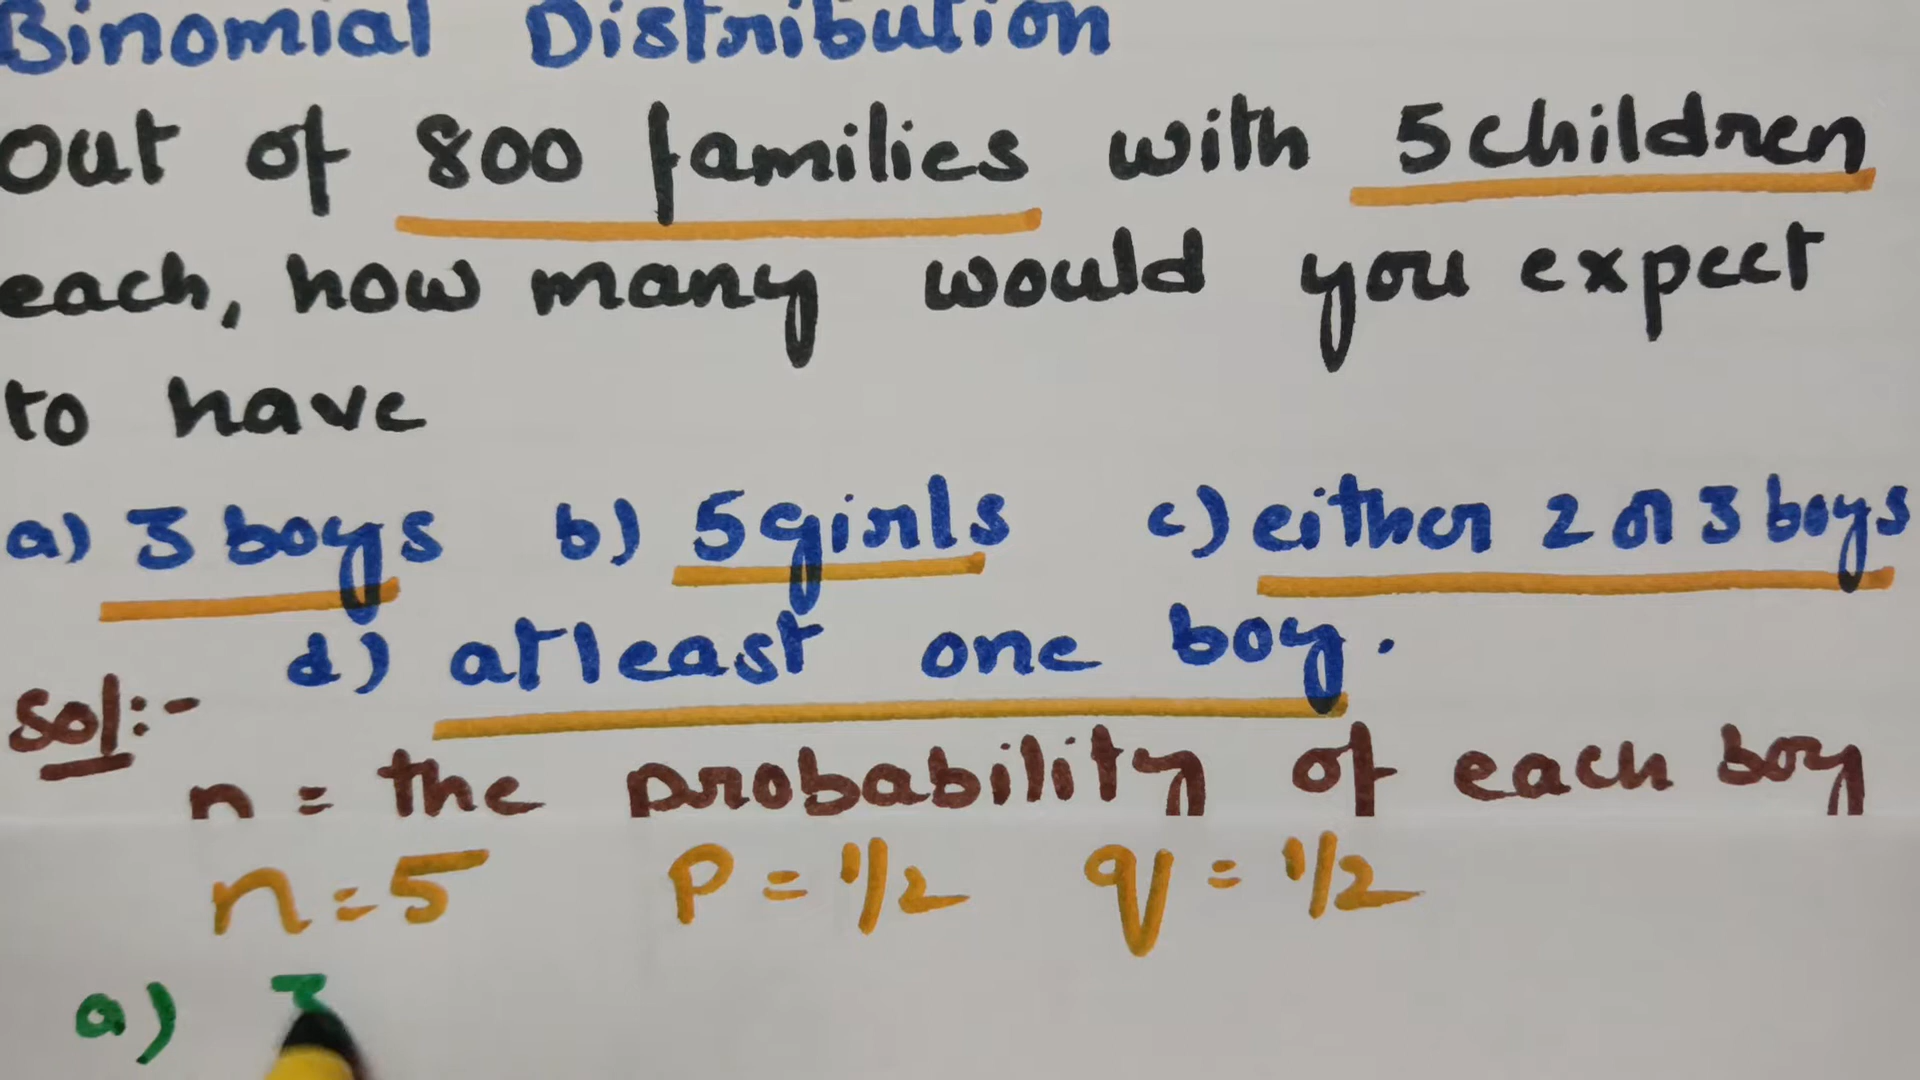 Binomial Distribution
out of 800 families with 5 children
each, how many would you expect
to have
a) 3 boys b) 5 girls c) either 2 or 3 boys
d) atleast one boy.
Sol:-
n = the probability of each boy
n = 5 P = 1/2 q = 1/2
a) 3